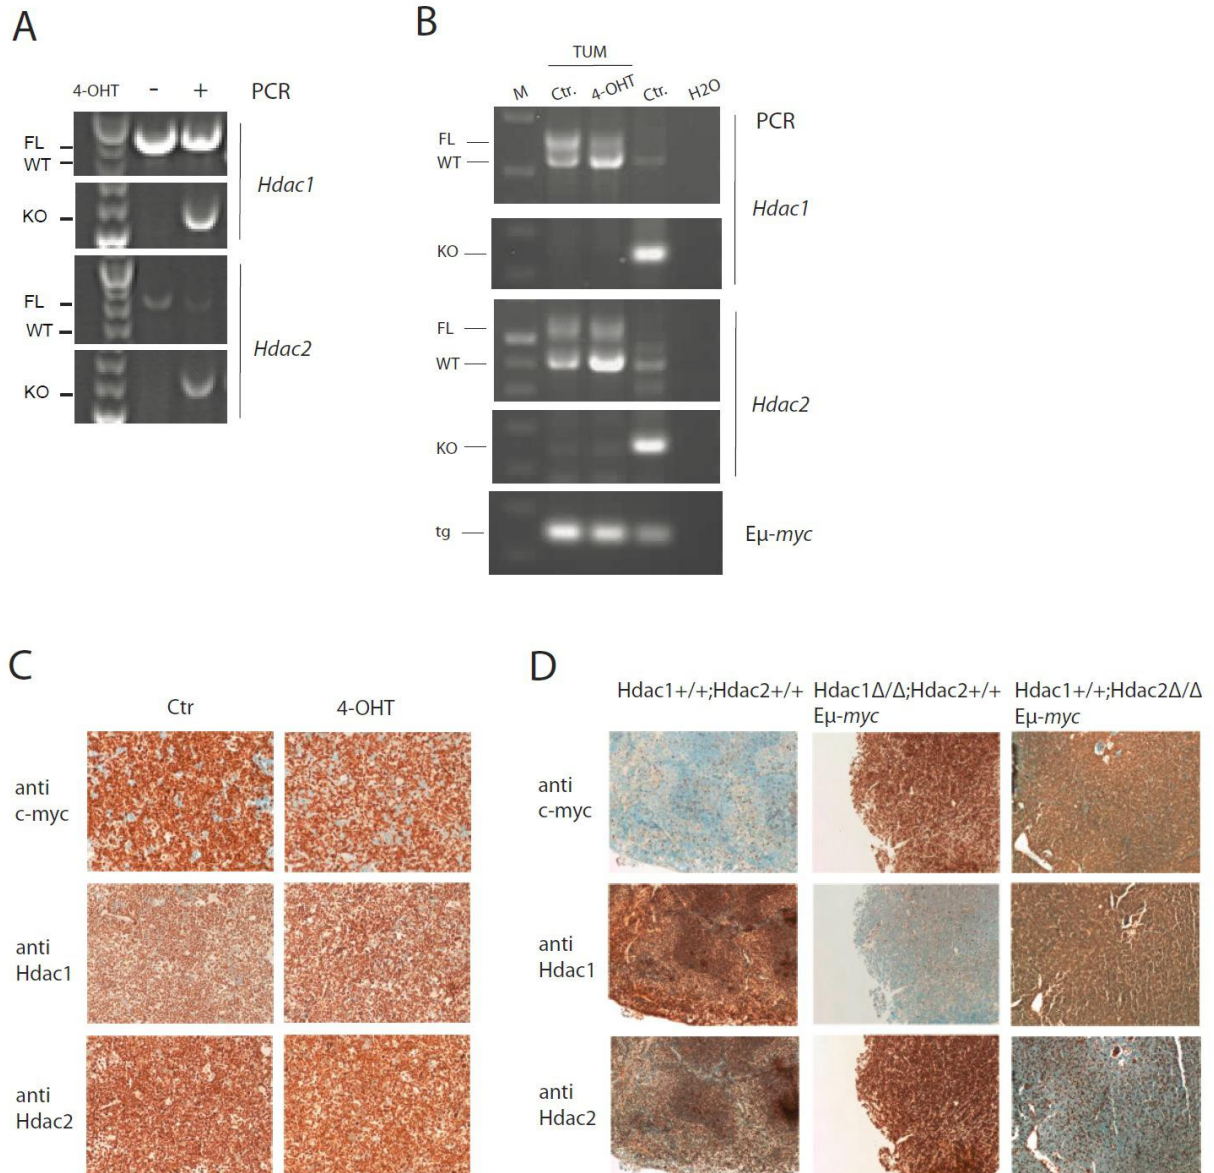 A
4-OHT - + PCR
FL
WT
Hdac1
KO
FL
WT
Hdac2
KO
B
TUM
M Ctr. 4-OHT Ctr. H2O
PCR
FL
WT
Hdac1
KO
FL
WT
Hdac2
KO
tg Eµ-myc
C
Ctr 4-OHT
anti
c-myc
anti
Hdac1
anti
Hdac2
D
Hdac1+/+;Hdac2+/+ Hdac1Δ/Δ;Hdac2+/+ Hdac1+/+;Hdac2Δ/Δ
Eµ-myc Eµ-myc
anti
c-myc
anti
Hdac1
anti
Hdac2